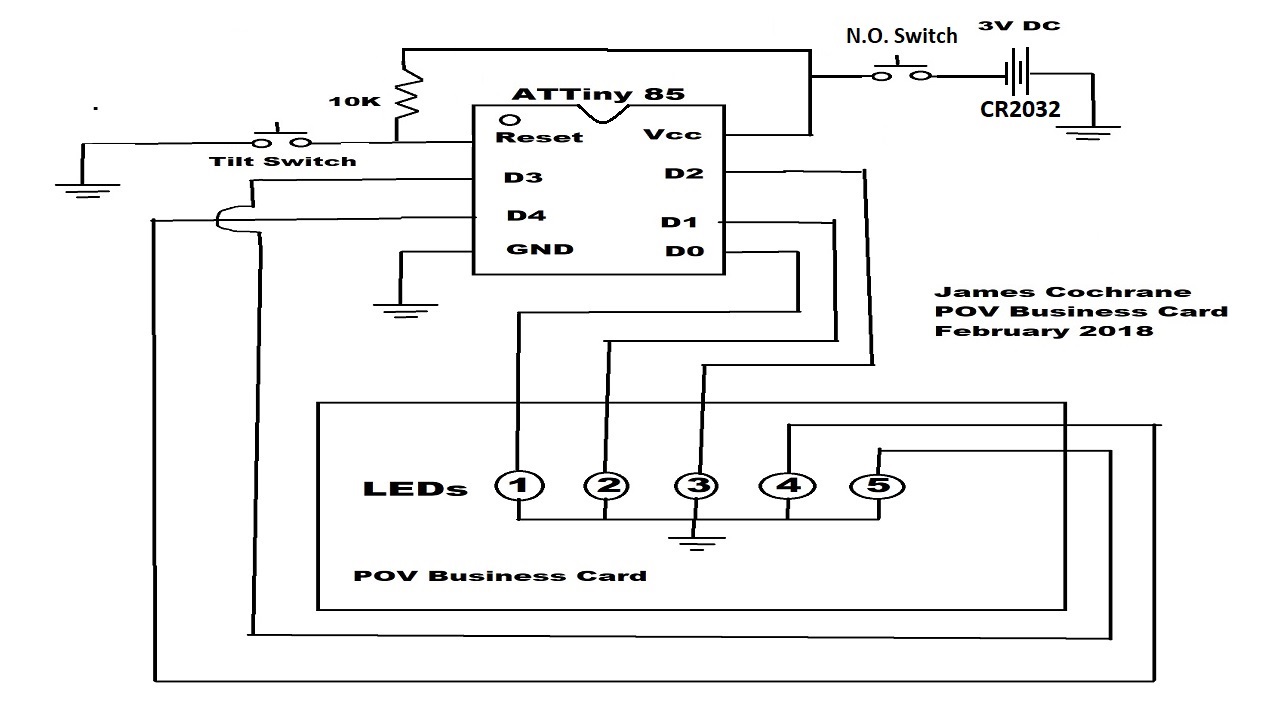 3V DC
N.O. Switch
CR2032
10K
ATTiny 85
Reset
Vcc
Tilt Switch
D3
D2
D4
D1
GND
D0
James Cochrane
POV Business Card
February 2018
LEDs
1 2 3 4 5
POV Business Card